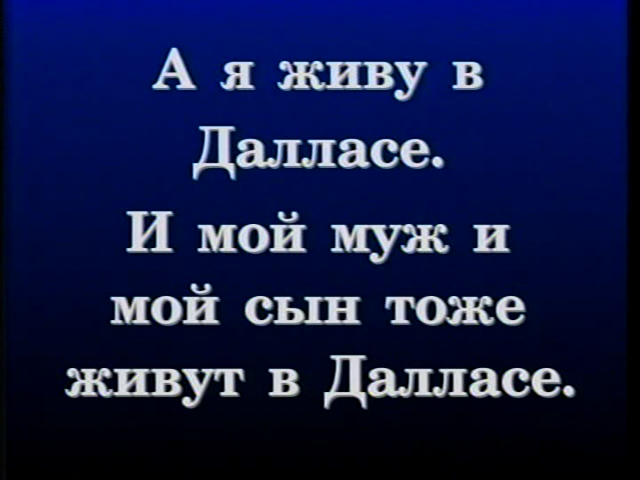 А я живу в
Далласе.
И мой муж и
мой сын тоже
живут в Далласе.